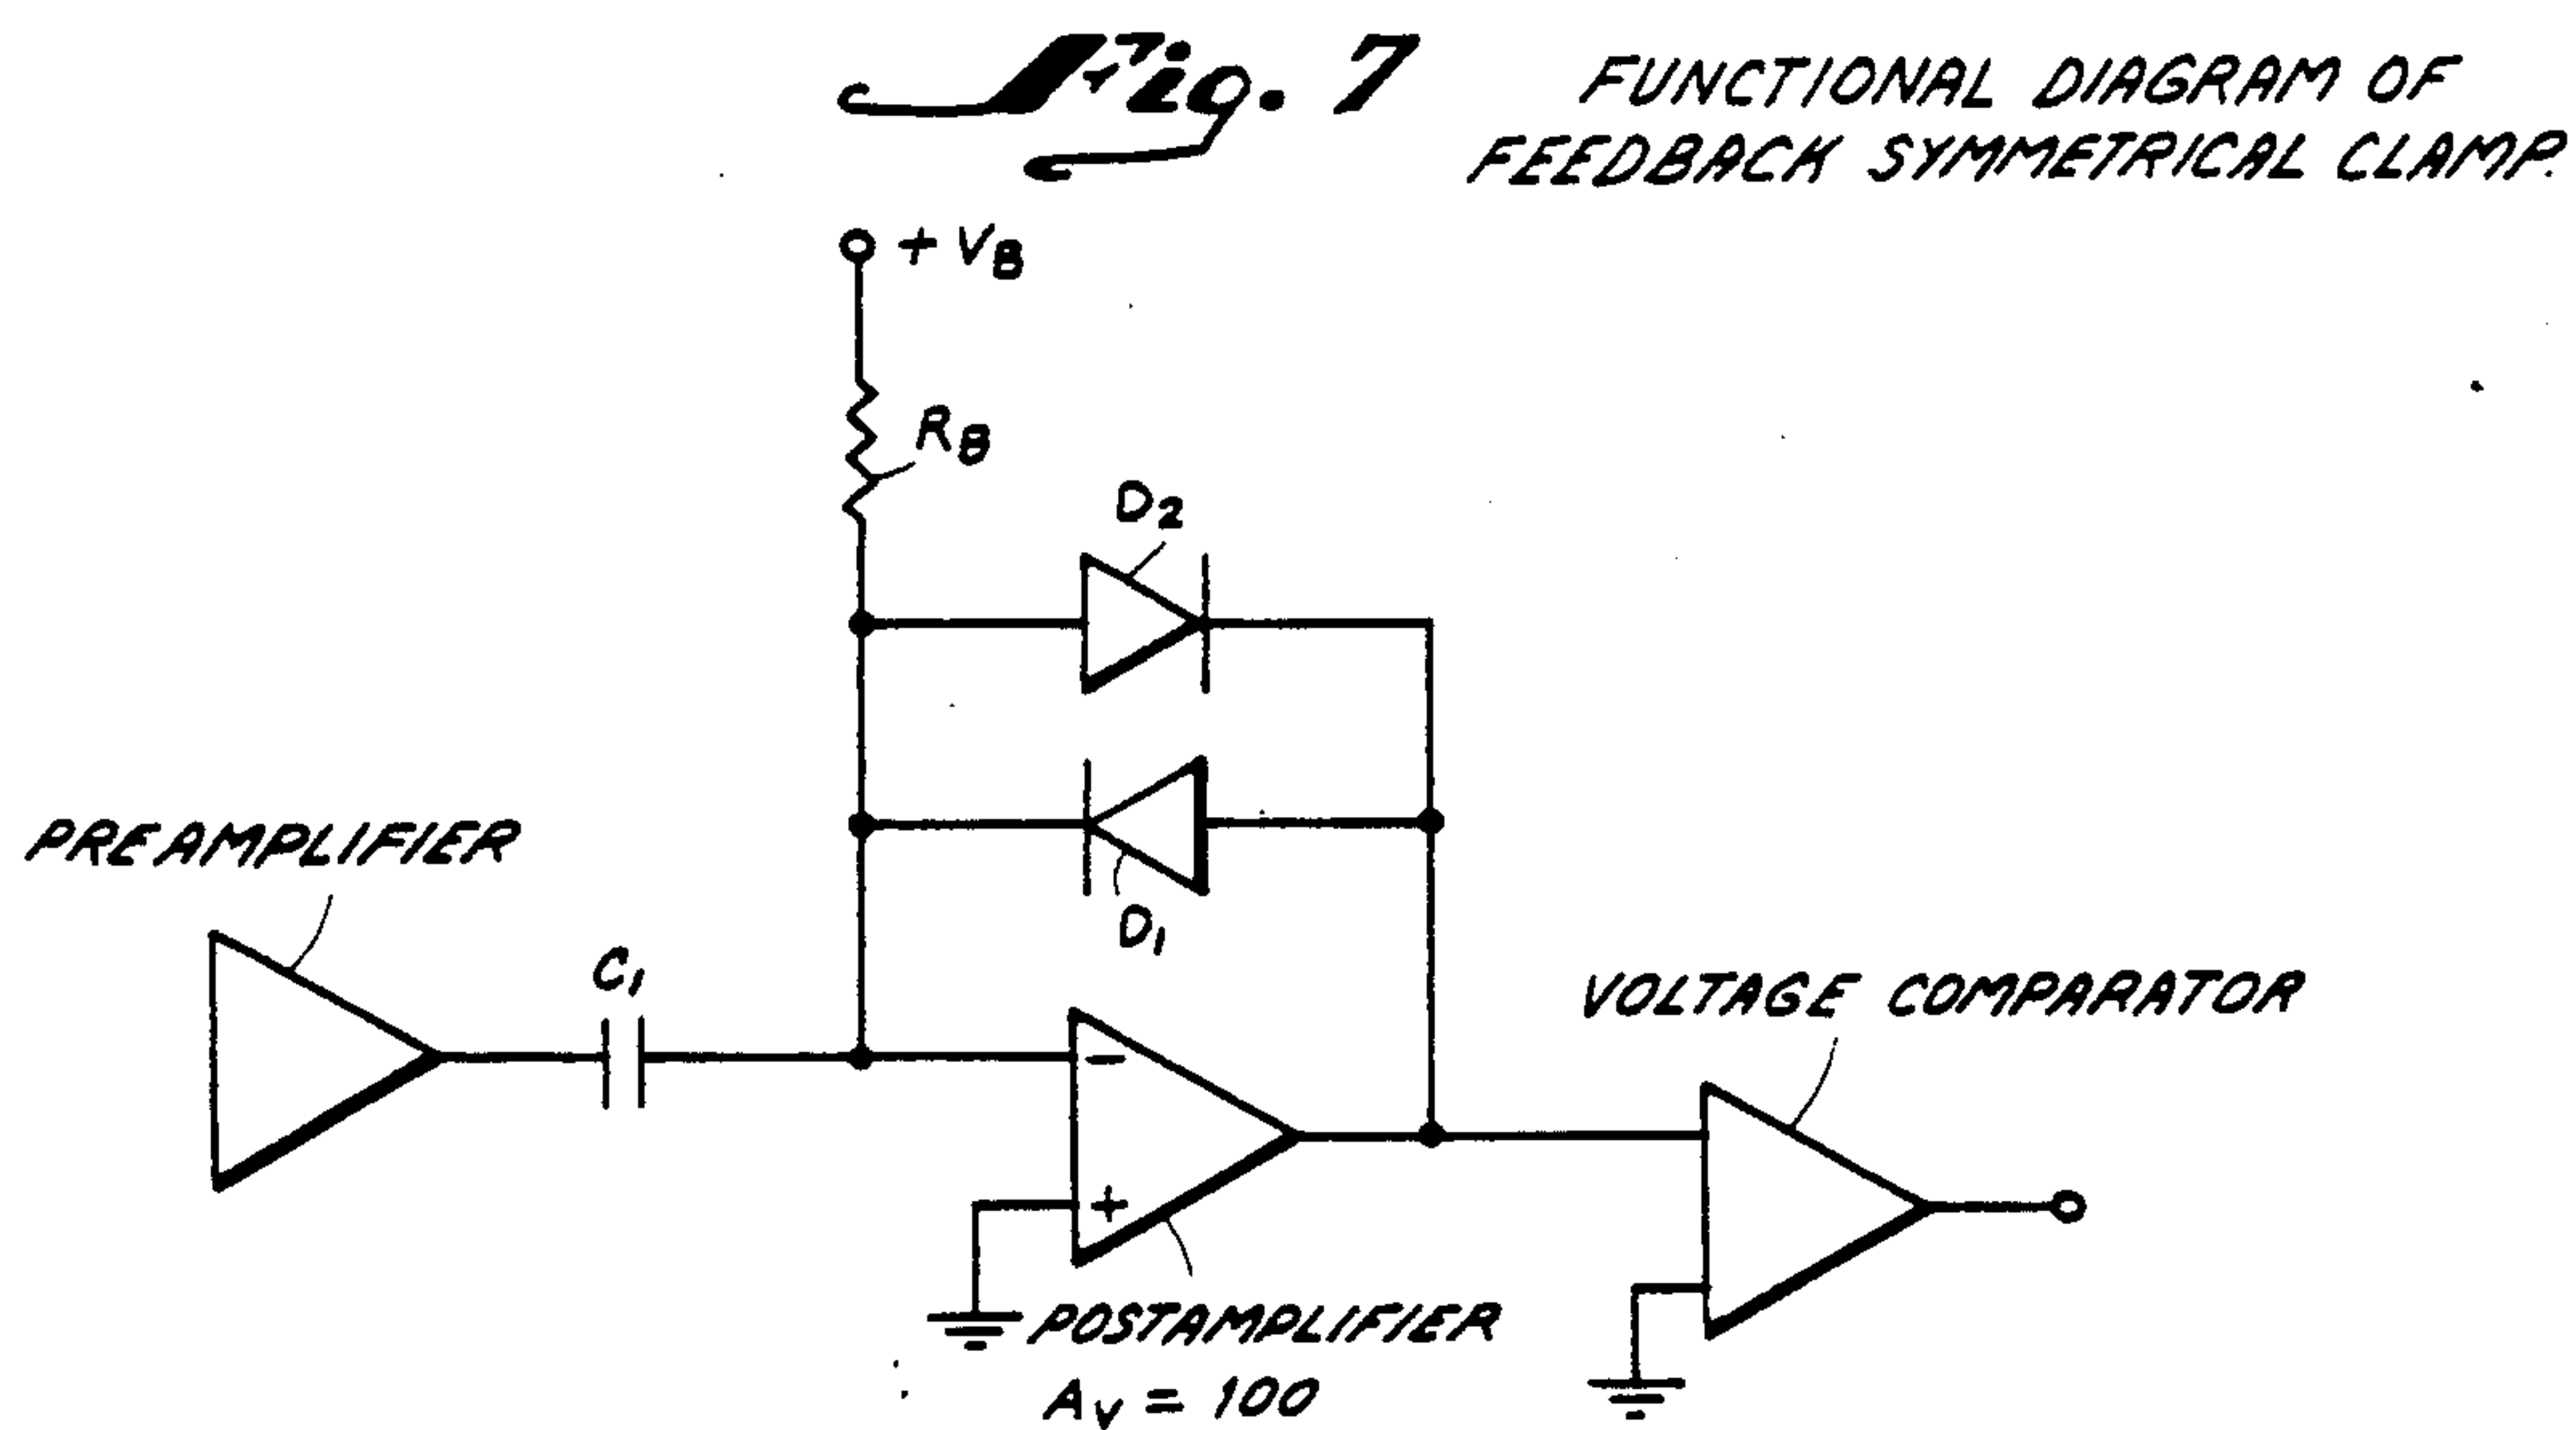 Fig. 7
FUNCTIONAL DIAGRAM OF
FEEDBACK SYMMETRICAL CLAMP.
+ VB
RB
D2
D1
PREAMPLIFIER
C1
VOLTAGE COMPARATOR
−
+
POSTAMPLIFIER
Av = 100